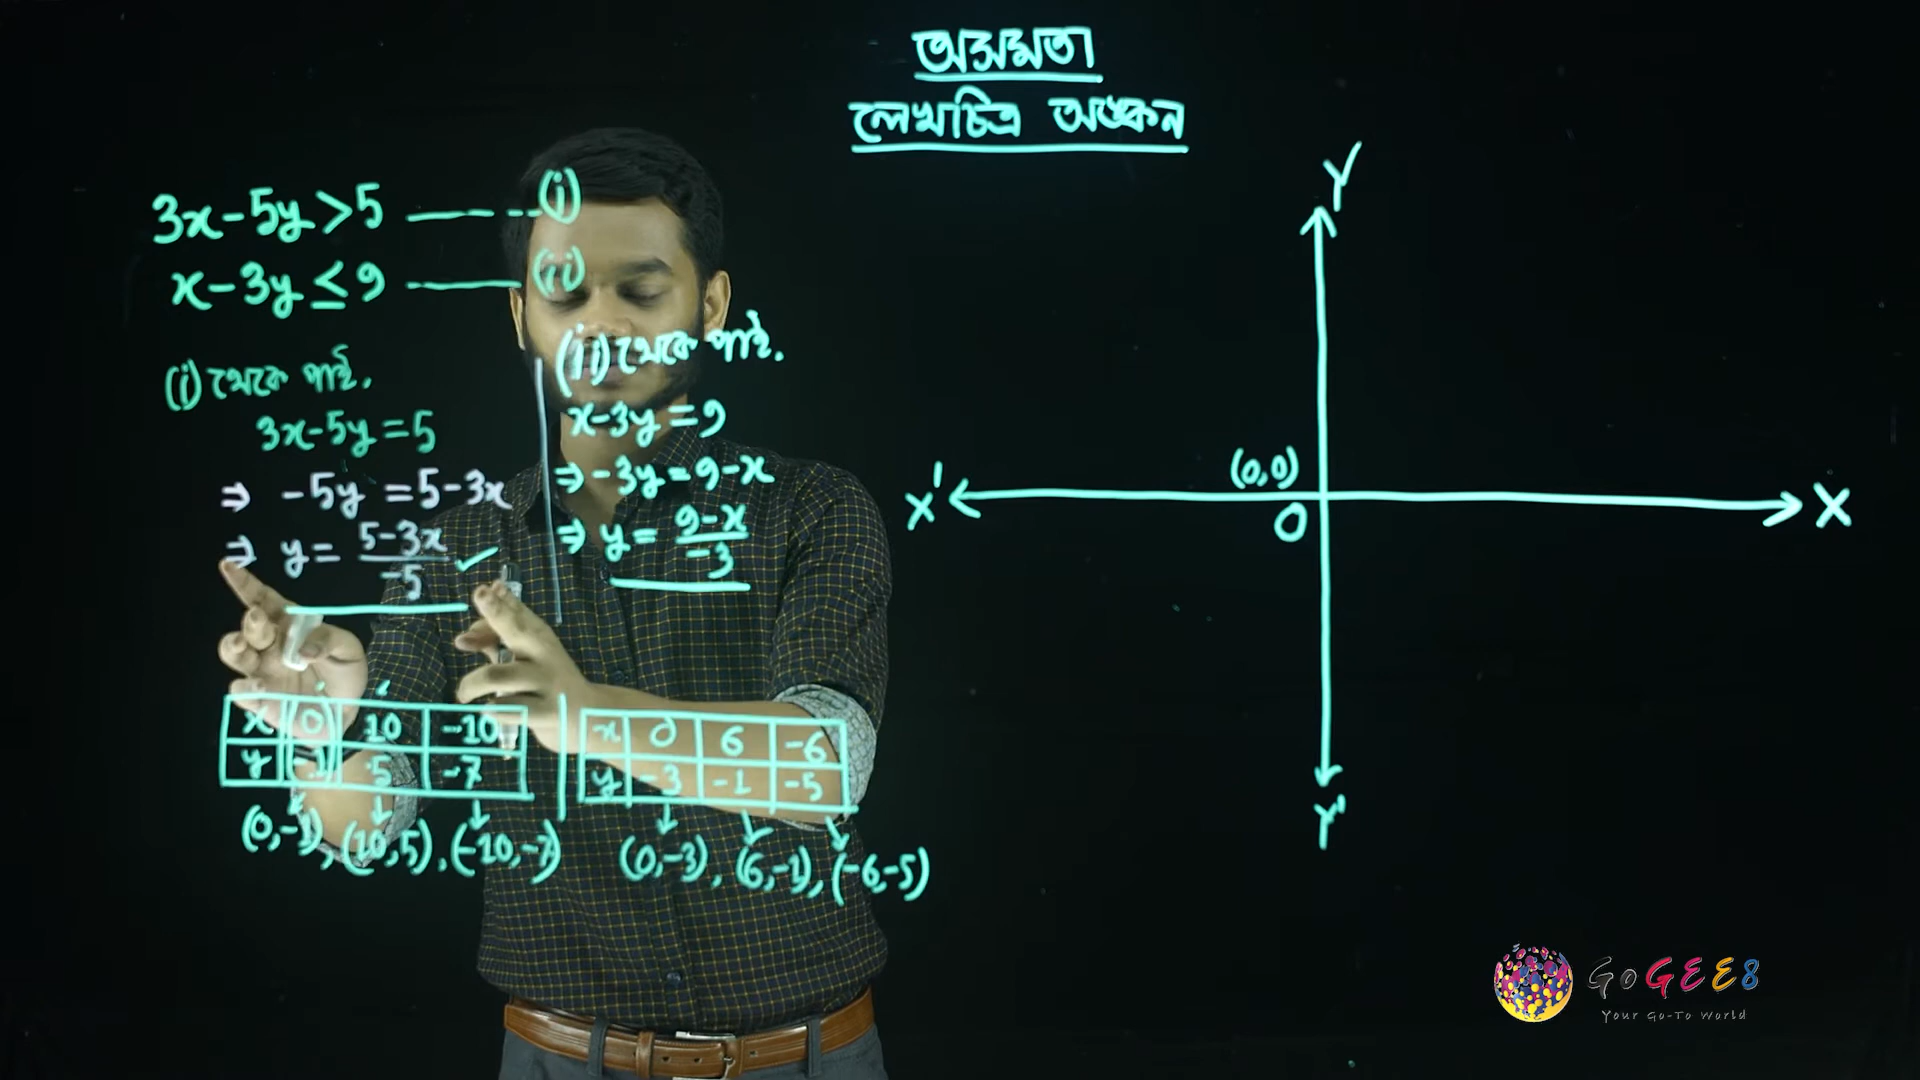 অসমতা
লেখচিত্র অঙ্কন
3x-5y>5 ——— (i)
x-3y≤9 ——— (ii)
(i) থেকে পাই,
3x-5y=5
⇒ -5y =5-3x
⇒ y= (5-3x)/-5 ✓
x 0 10 -10
y -1 5 -7
(0,-1), (10,5), (-10,-7)
(ii) থেকে পাই,
x-3y=9
⇒ -3y=9-x
⇒ y= (9-x)/-3
x 0 6 -6
y -3 -1 -5
(0,-3), (6,-1), (-6,-5)
Y
(0,0)
X' O X
Y'
GoGEE8
Your Go-To World